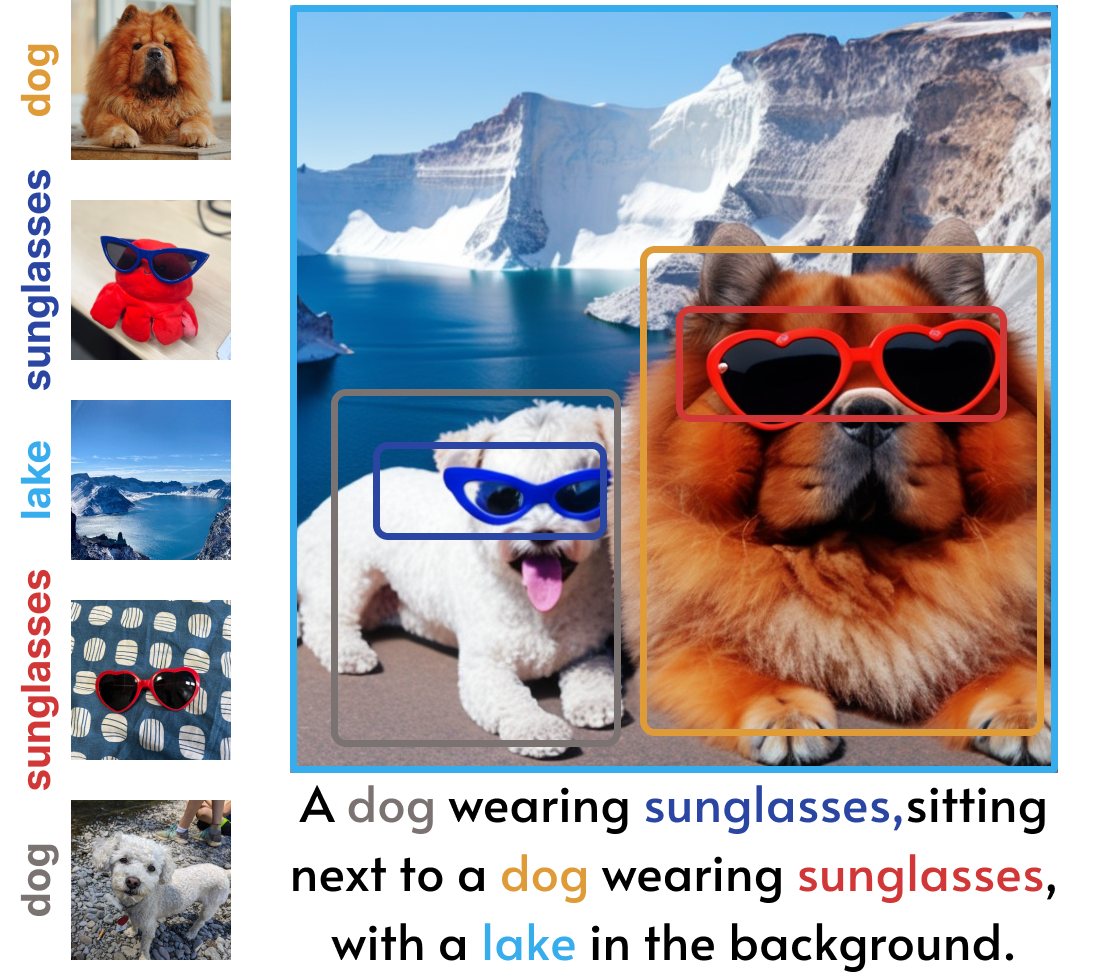 dog
sunglasses
lake
sunglasses
dog
A dog wearing sunglasses,sitting
next to a dog wearing sunglasses,
with a lake in the background.